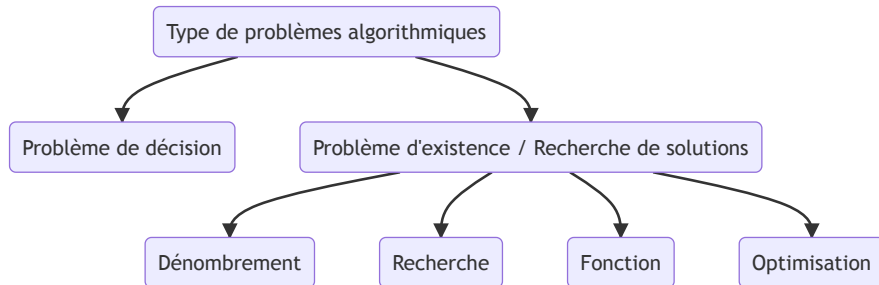 Type de problèmes algorithmiques
Problème de décision
Problème d'existence / Recherche de solutions
Dénombrement
Recherche
Fonction
Optimisation